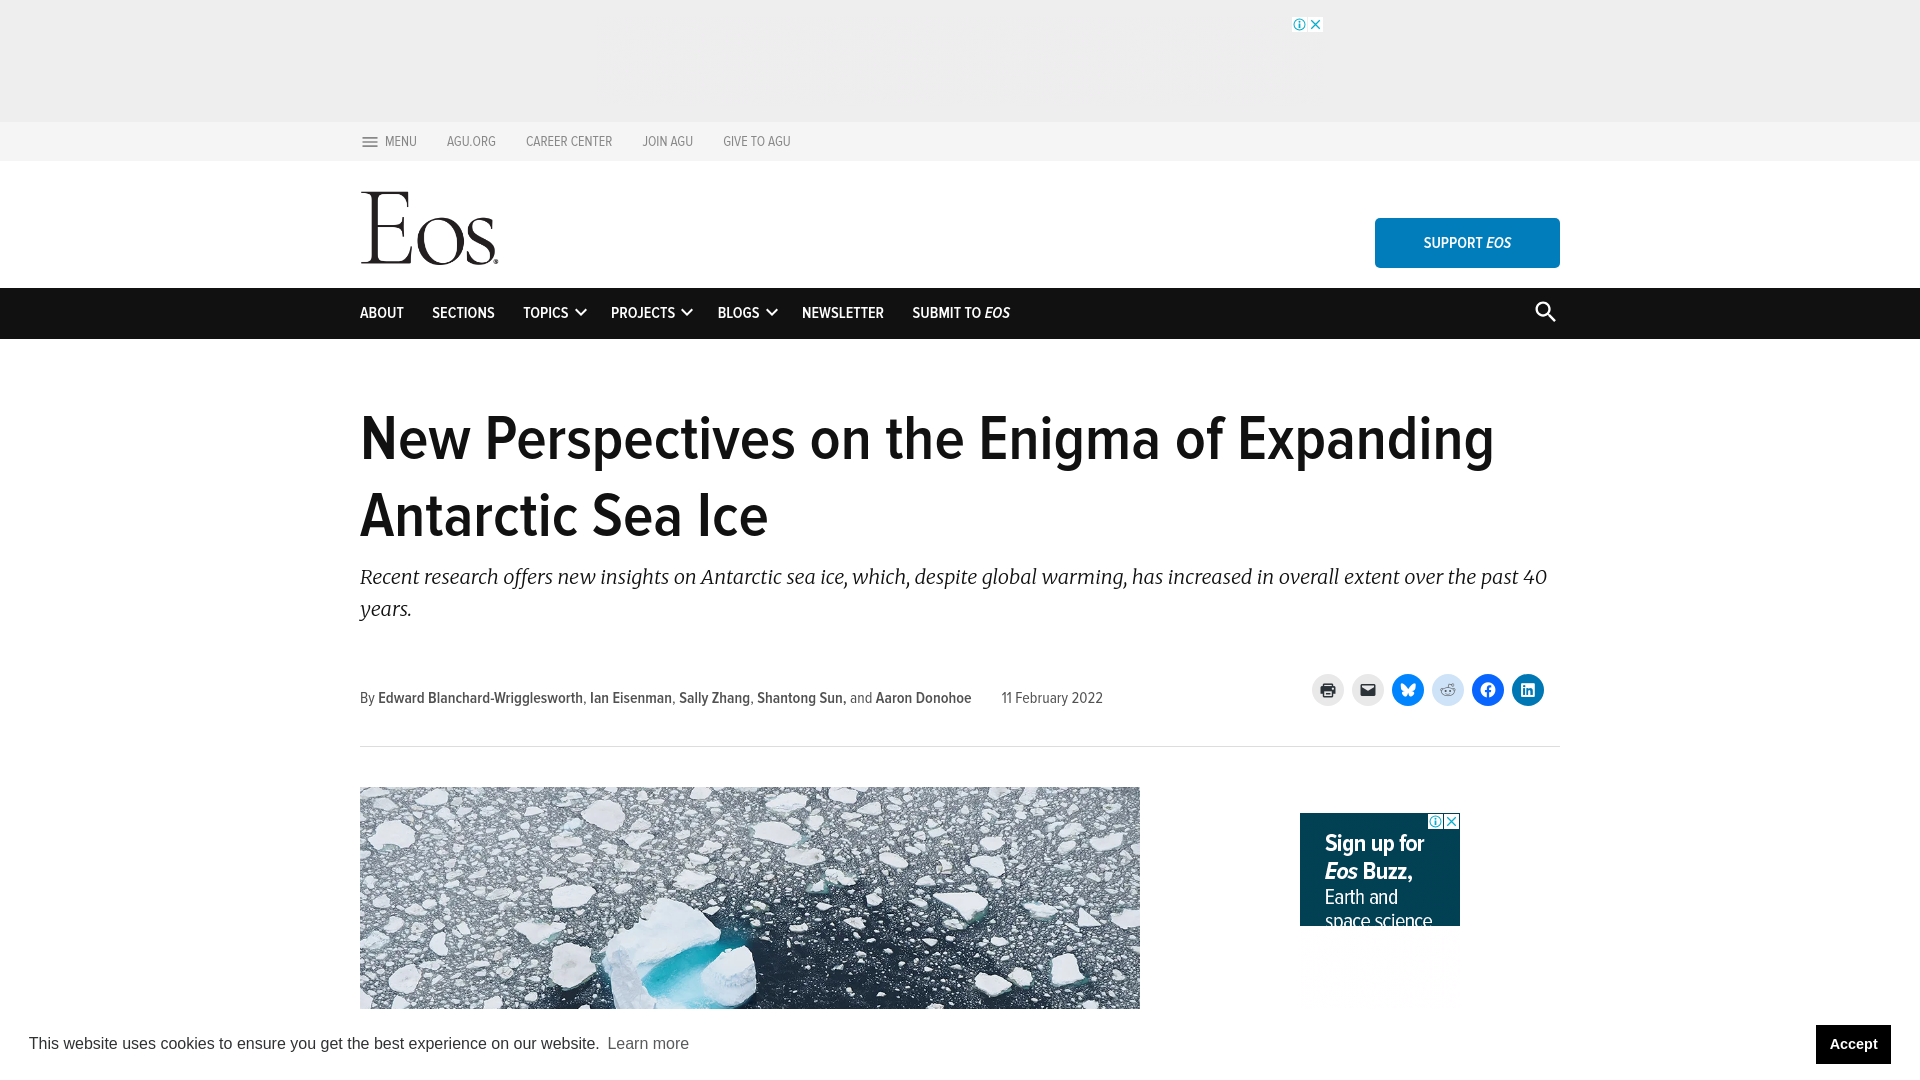 MENU AGU.ORG CAREER CENTER JOIN AGU GIVE TO AGU
Eos®
SUPPORT EOS
ABOUT SECTIONS TOPICS PROJECTS BLOGS NEWSLETTER SUBMIT TO EOS
New Perspectives on the Enigma of Expanding
Antarctic Sea Ice
Recent research offers new insights on Antarctic sea ice, which, despite global warming, has increased in overall extent over the past 40
years.
By Edward Blanchard-Wrigglesworth, Ian Eisenman, Sally Zhang, Shantong Sun, and Aaron Donohoe 11 February 2022
Sign up for
Eos Buzz,
Earth and
space science
This website uses cookies to ensure you get the best experience on our website. Learn more
Accept